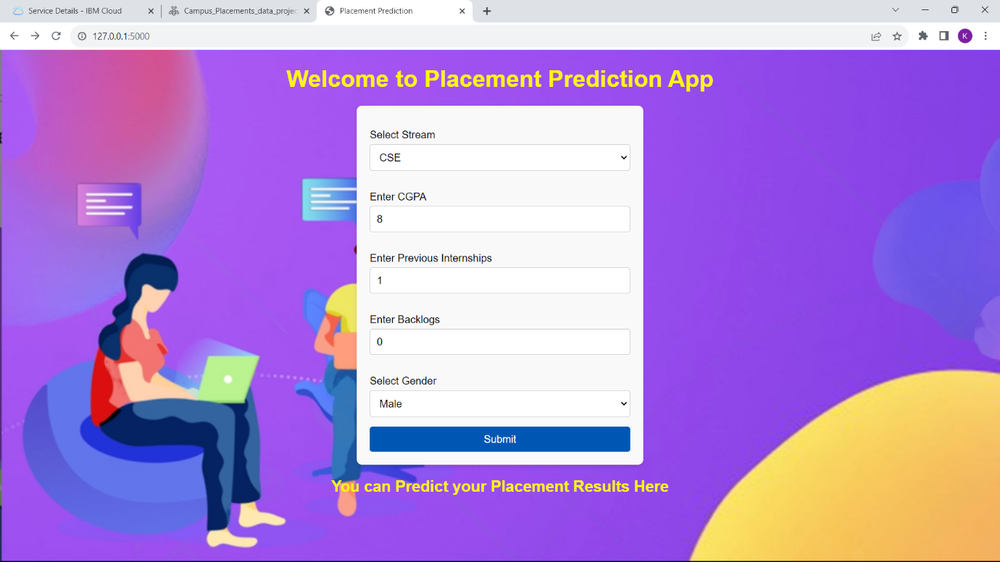 Service Details - IBM Cloud
Campus_Placements_data_projec
Placement Prediction
127.0.0.1:5000
K
Welcome to Placement Prediction App
Select Stream
CSE
Enter CGPA
8
Enter Previous Internships
1
Enter Backlogs
0
Select Gender
Male
Submit
You can Predict your Placement Results Here